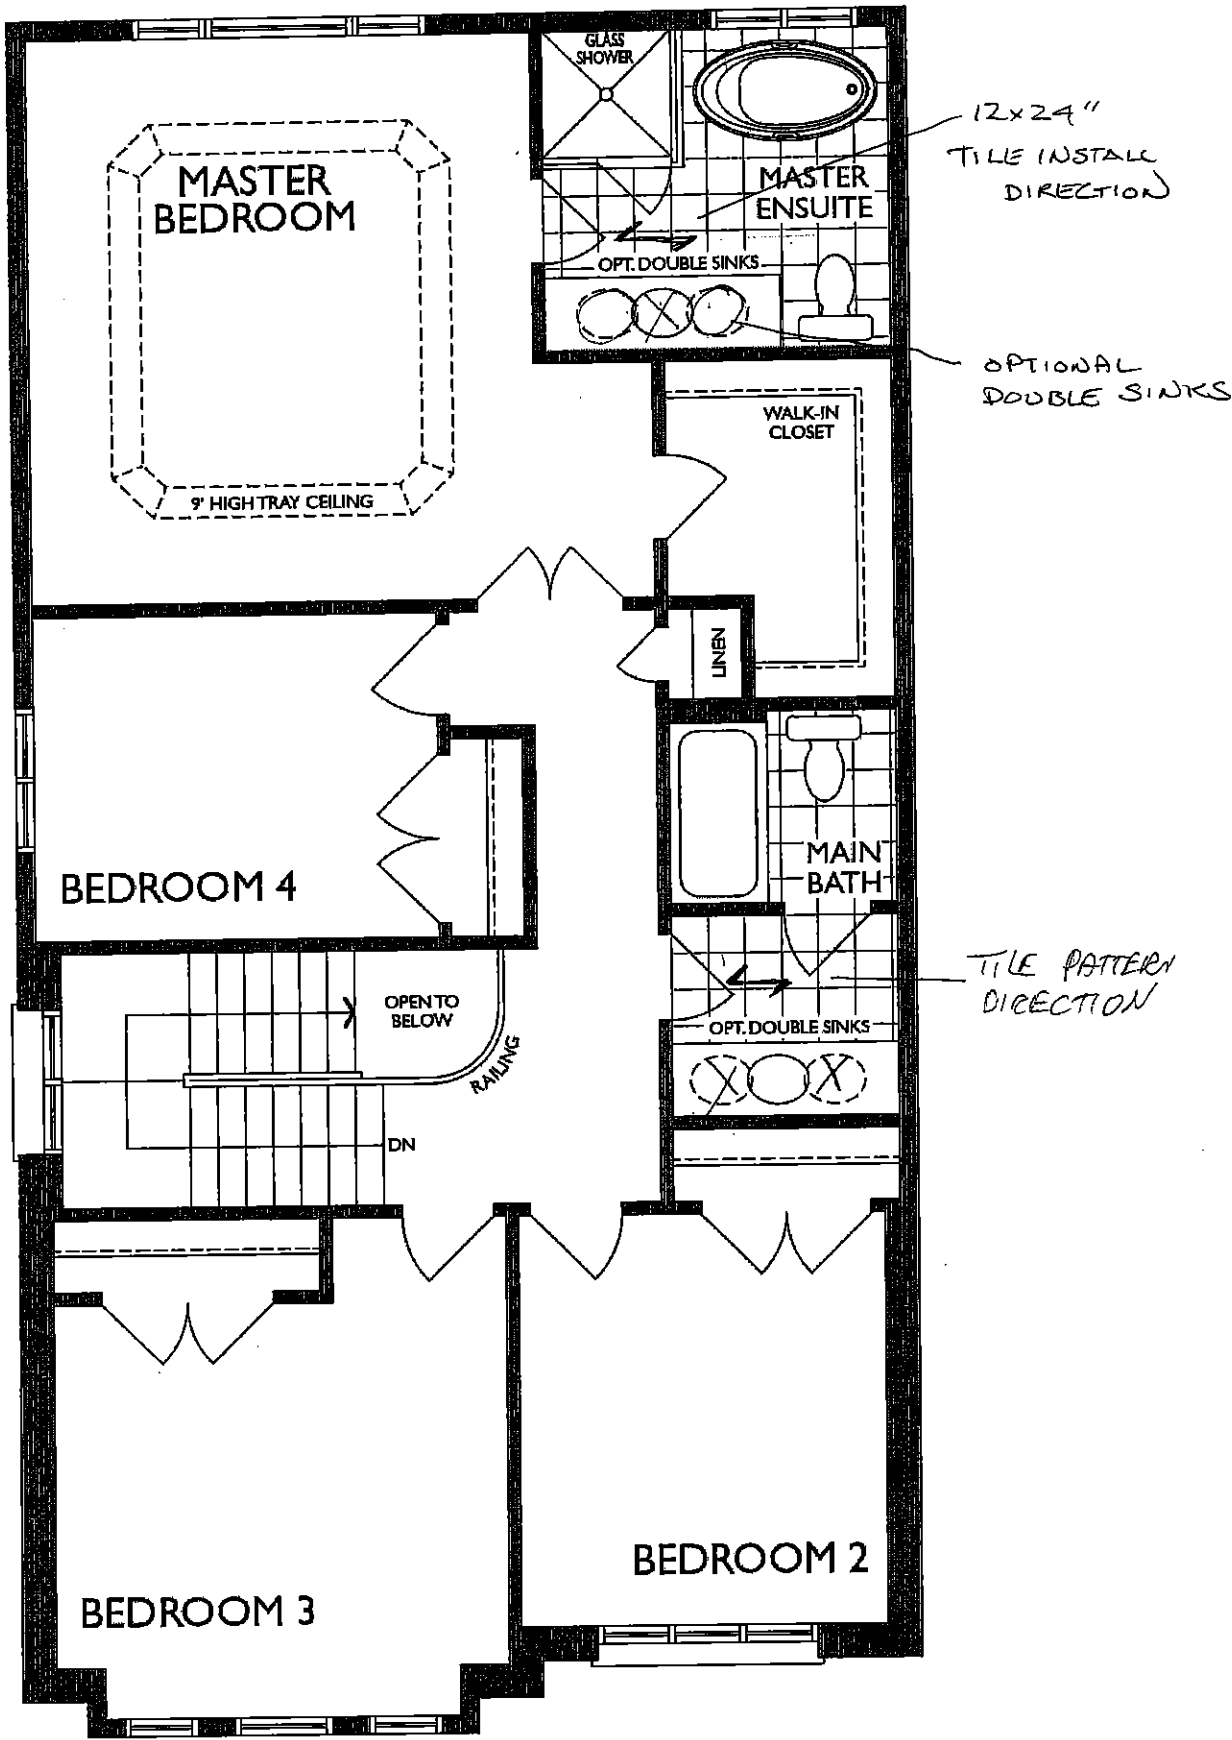 GLASS
SHOWER
12x24"
TILE INSTALL
DIRECTION
MASTER
BEDROOM
MASTER
ENSUITE
OPT. DOUBLE SINKS
OPTIONAL
DOUBLE SINKS
WALK-IN
CLOSET
9' HIGH TRAY CEILING
LINEN
BEDROOM 4
MAIN
BATH
TILE PATTERN
DIRECTION
OPEN TO
BELOW
OPT. DOUBLE SINKS
RAILING
DN
BEDROOM 2
BEDROOM 3